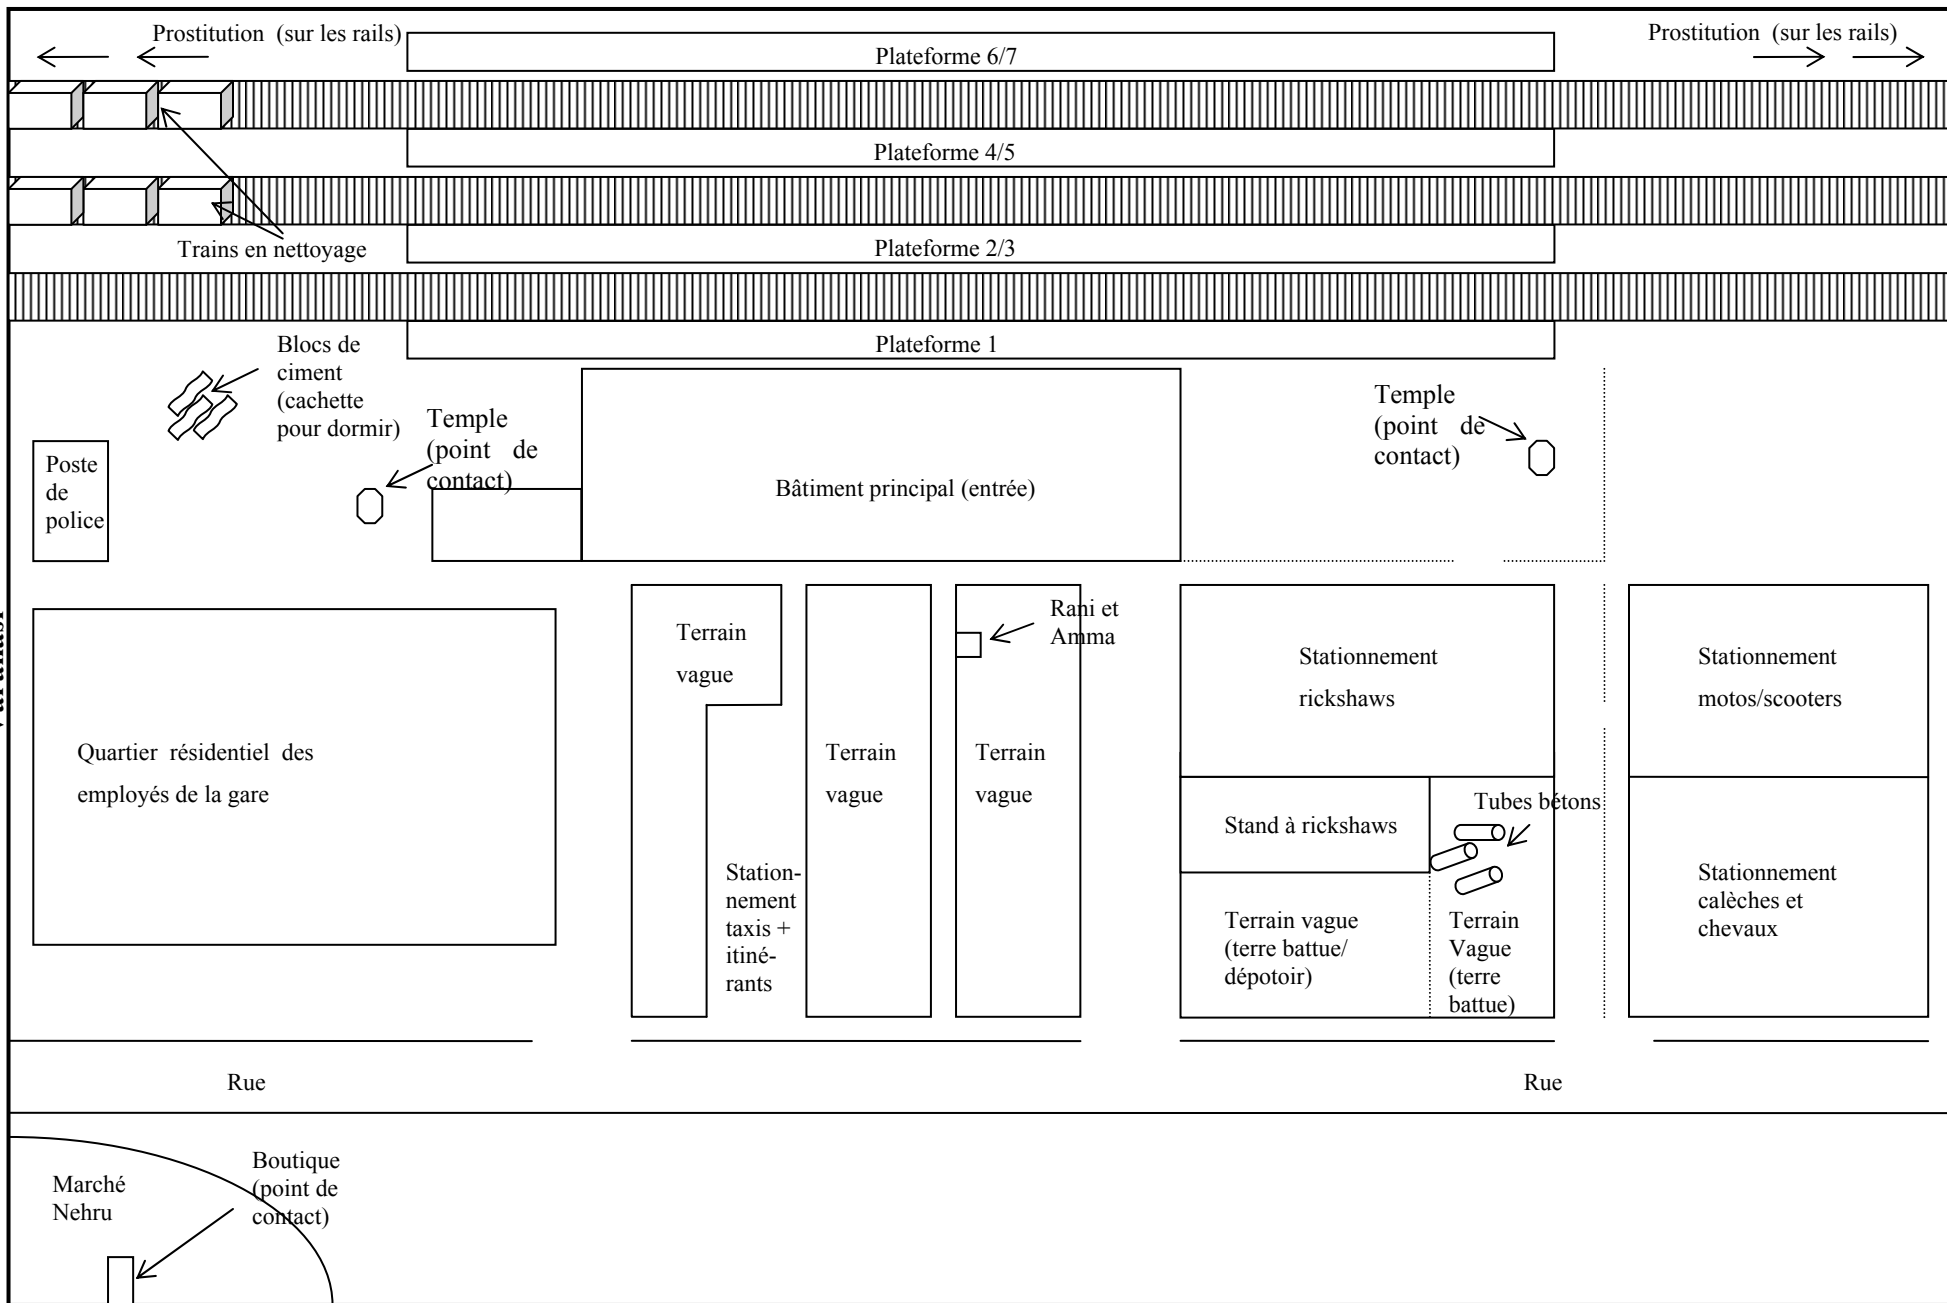 Prostitution (sur les rails)
Plateforme 6/7
Prostitution (sur les rails)
Plateforme 4/5
Plateforme 2/3
Trains en nettoyage
Plateforme 1
Blocs de
ciment
(cachette
pour dormir)
Temple
(point de
contact)
Temple
(point de
contact)
Poste
de
police
Bâtiment principal (entrée)
Rani et
Amma
Terrain
vague
Stationnement
rickshaws
Stationnement
motos/scooters
Quartier résidentiel des
employés de la gare
Terrain
vague
Terrain
vague
Tubes bétons
Stand à rickshaws
Station-
nement
taxis +
itiné-
rants
Stationnement
calèches et
chevaux
Terrain vague
(terre battue/
dépotoir)
Terrain
Vague
(terre
battue)
Rue
Rue
Marché
Nehru
Boutique
(point de
contact)